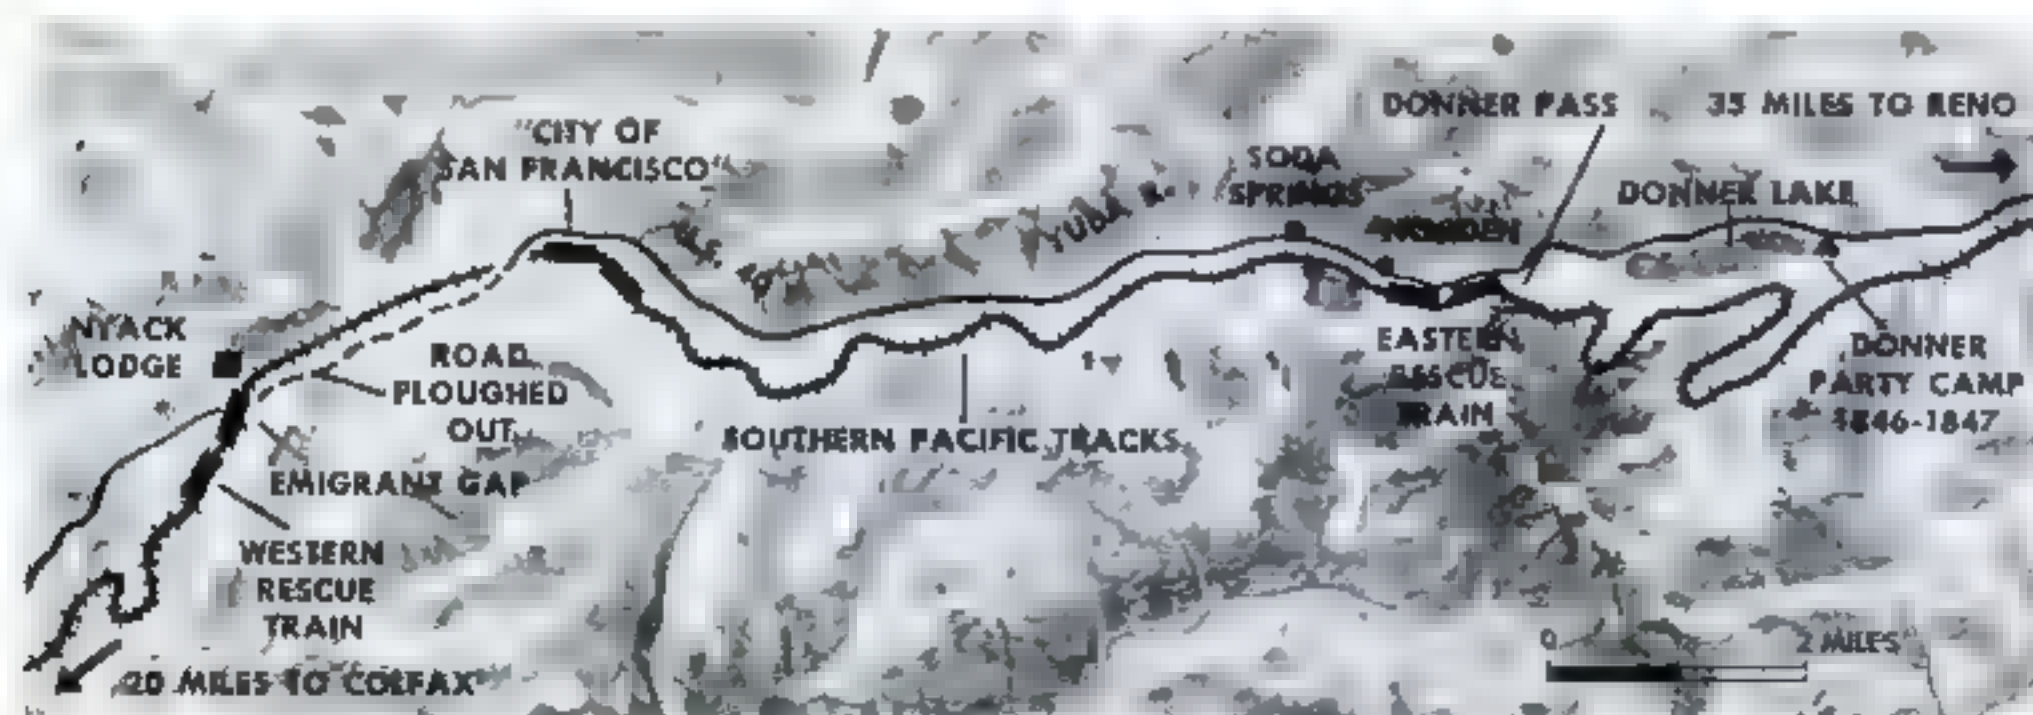 "CITY OF
SAN FRANCISCO"
DONNER PASS
35 MILES TO RENO
SODA
SPRINGS
YUBA R.
NORDEN
DONNER LAKE
NYACK
LODGE
ROAD
PLOUGHED
OUT
EMIGRANT GAP
SOUTHERN PACIFIC TRACKS
EASTERN
RESCUE
TRAIN
DONNER
PARTY CAMP
1846-1847
WESTERN
RESCUE
TRAIN
20 MILES TO COLFAX
0 2 MILES